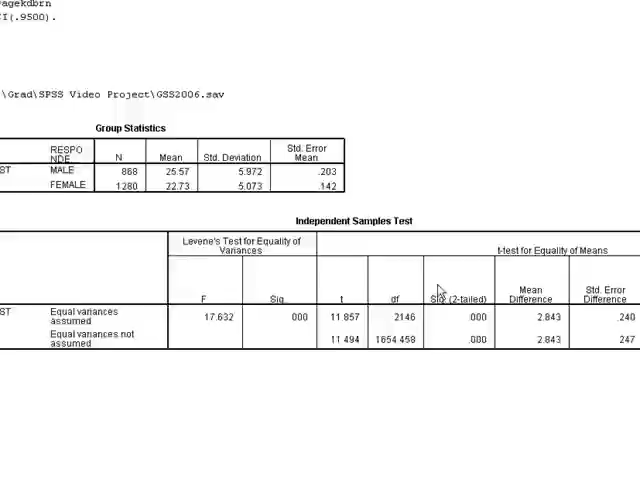 agekdbrn
CI(.9500).
\Grad\SPSS Video Project\GSS2006.sav
Group Statistics
RESPO NDE N Mean Std. Deviation Std. Error Mean
ST MALE 868 25.57 5.972 .203
FEMALE 1280 22.73 5.073 .142
Independent Samples Test
Levene's Test for Equality of Variances t-test for Equality of Means
F Sig. t df Sig. (2-tailed) Mean Difference Std. Error Difference
ST Equal variances assumed 17.632 .000 11.857 2146 .000 2.843 .240
Equal variances not assumed 11.494 1654.458 .000 2.843 .247